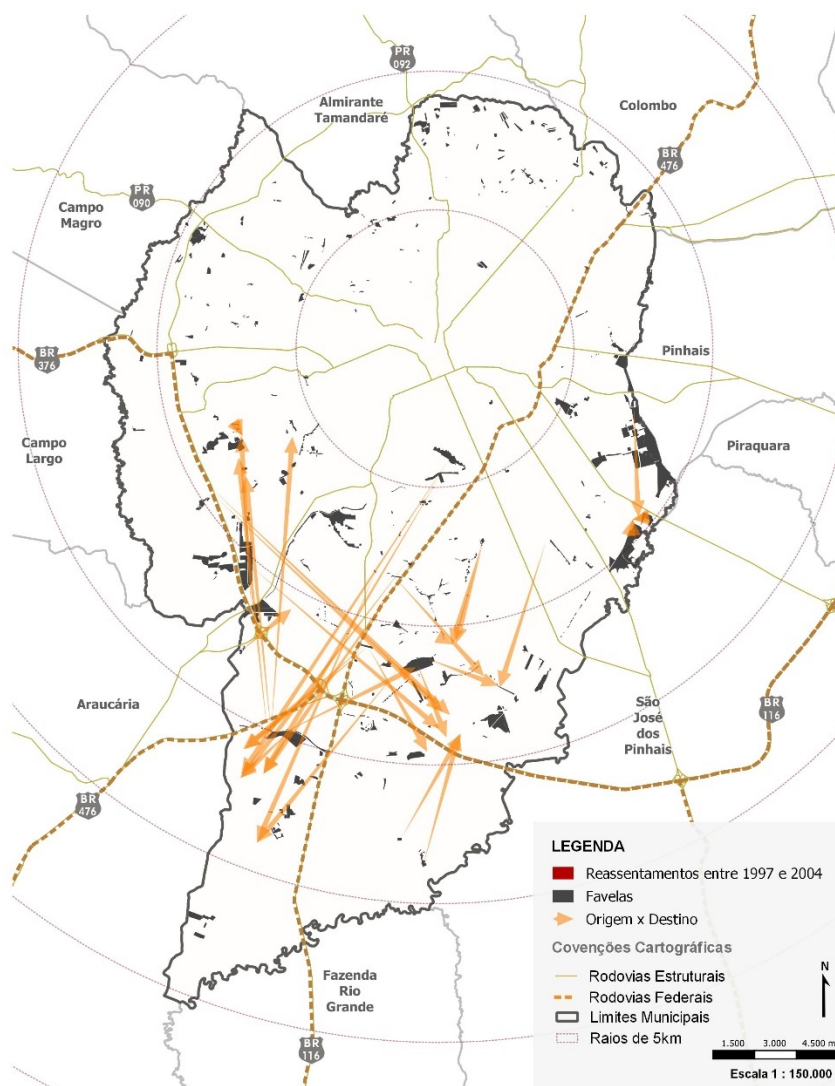 PR
092
Almirante
Tamandaré
Colombo
BR
476
PR
090
Campo
Magro
BR
376
Pinhais
Campo
Largo
Piraquara
Araucária
São
José
dos
Pinhais
BR
116
BR
476
Fazenda
Rio
Grande
BR
116
LEGENDA
Reassentamentos entre 1997 e 2004
Favelas
Origem x Destino
Covenções Cartográficas
Rodovias Estruturais
Rodovias Federais
Limites Municipais
Raios de 5km
N
1.500 3.000 4.500 m
Escala 1 : 150.000